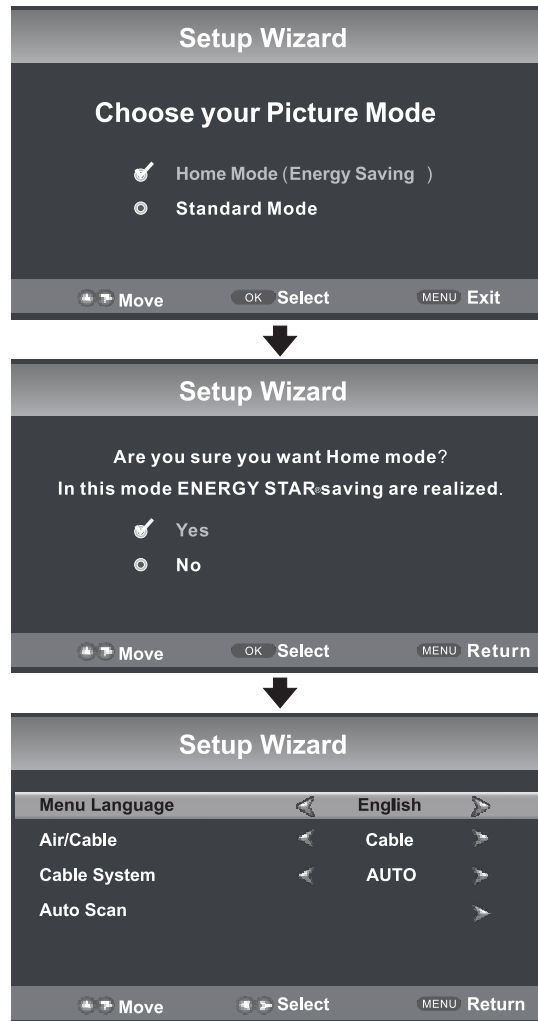 Setup Wizard
Choose your Picture Mode
Home Mode (Energy Saving )
Standard Mode
Move OK Select MENU Exit
Setup Wizard
Are you sure you want Home mode?
In this mode ENERGY STAR®saving are realized.
Yes
No
Move OK Select MENU Return
Setup Wizard
Menu Language English
Air/Cable Cable
Cable System AUTO
Auto Scan
Move Select MENU Return